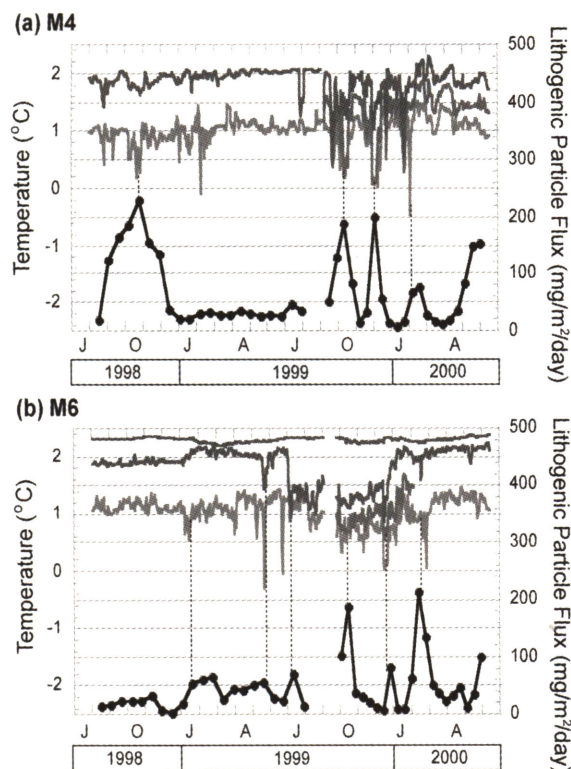 (a) M4
Temperature (°C)
2
1
0
-1
-2
500
400
300
200
100
0
Lithogenic Particle Flux (mg/m²/day)
J O J A J O J A
1998 1999 2000
(b) M6
Temperature (°C)
2
1
0
-1
-2
500
400
300
200
100
0
Lithogenic Particle Flux (mg/m²/day)
J O J A J O J A
1998 1999 2000